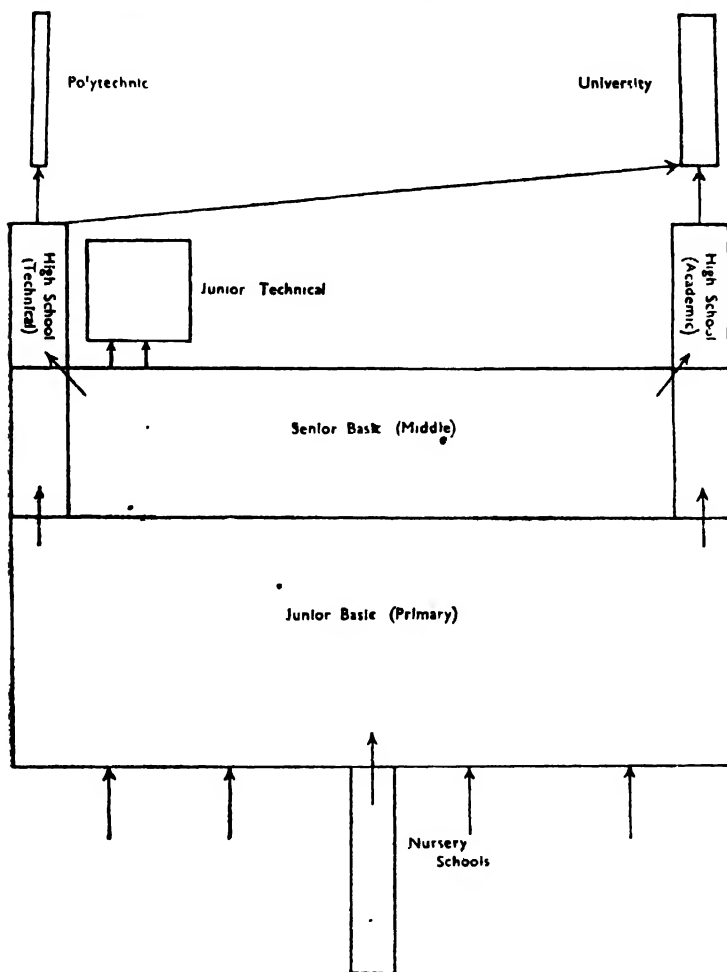 Polytechnic
University
High School
(Technical)
Junior Technical
High School
(Academic)
Senior Basic (Middle)
Junior Basic (Primary)
Nursery
Schools